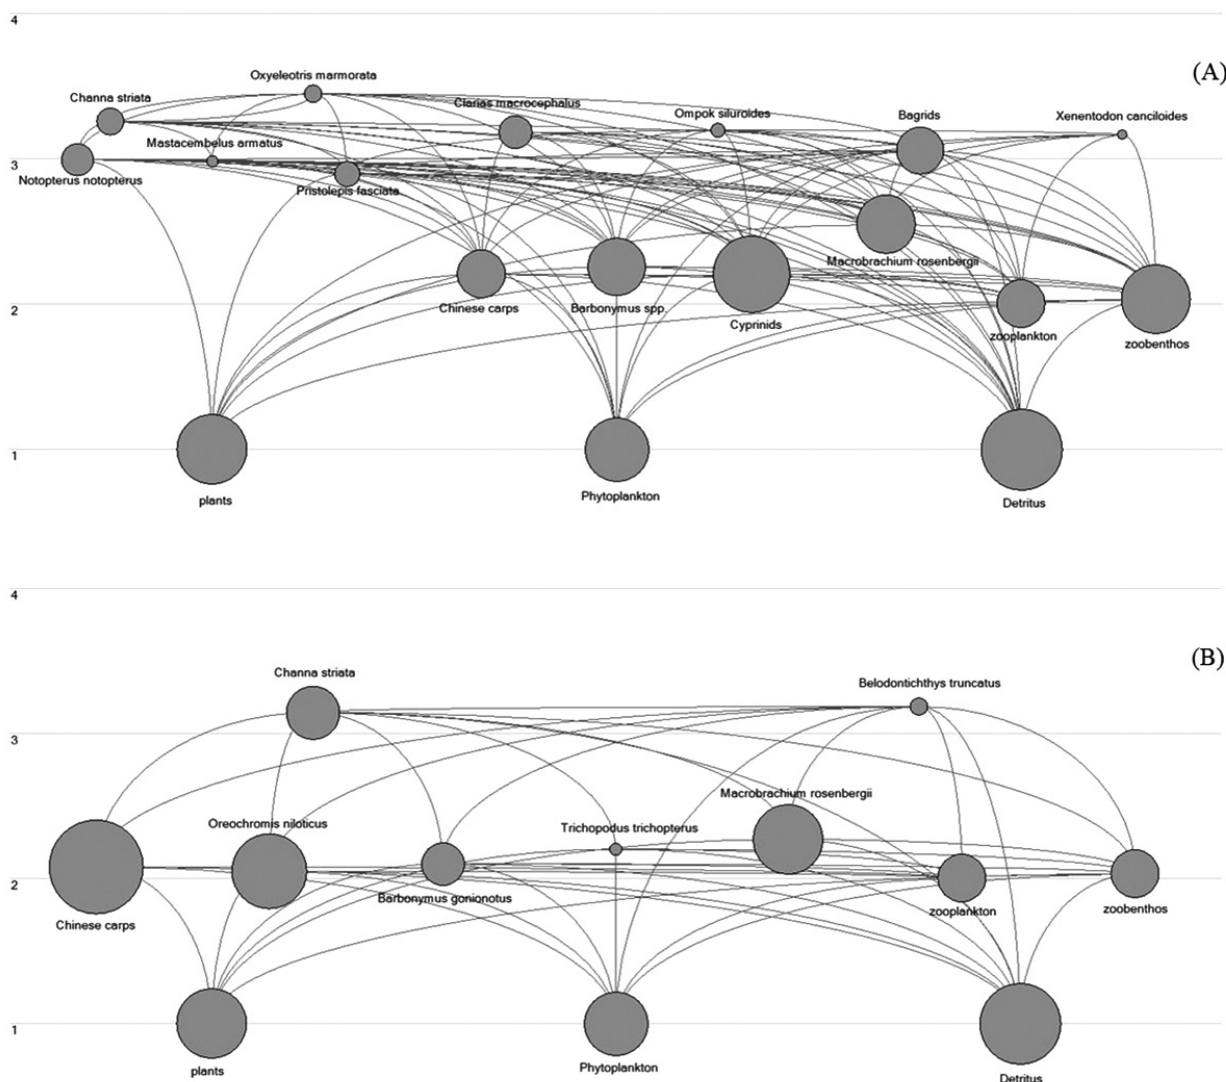 4
(A)
Oxyeleotris marmorata
Channa striata
Clarias macrocephalus
Ompok siluroides
Bagrids
Xenentodon canciloides
Mastacembelus armatus
3
Notopterus notopterus
Pristolepis fasciata
Macrobrachium rosenbergii
2
Chinese carps
Barbonymus spp.
Cyprinids
zooplankton
zoobenthos
1
plants
Phytoplankton
Detritus
4
(B)
Channa striata
Belodontichthys truncatus
3
Macrobrachium rosenbergii
Oreochromis niloticus
Trichopodus trichopterus
2
Chinese carps
Barbonymus gonionotus
zooplankton
zoobenthos
1
plants
Phytoplankton
Detritus